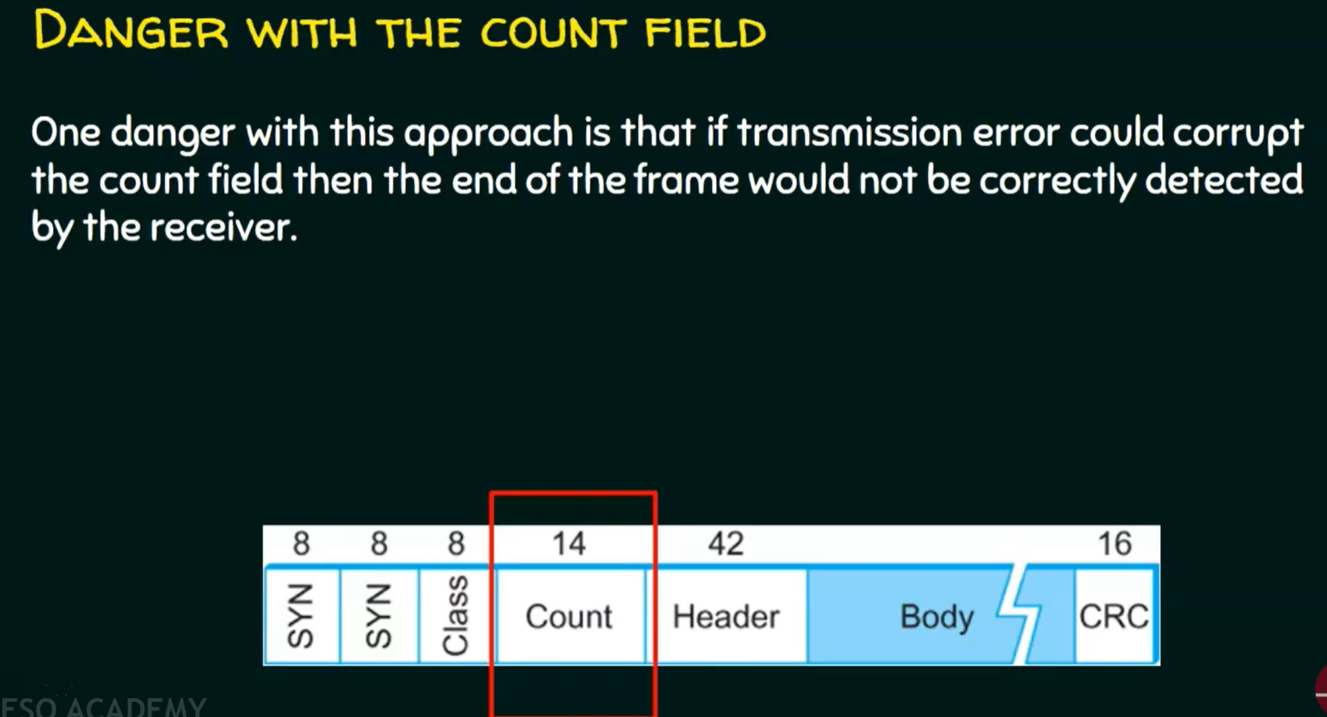 DANGER WITH THE COUNT FIELD
One danger with this approach is that if transmission error could corrupt
the count field then the end of the frame would not be correctly detected
by the receiver.
8 8 8 14 42 16
SYN SYN Class Count Header Body CRC
ESO ACADEMY